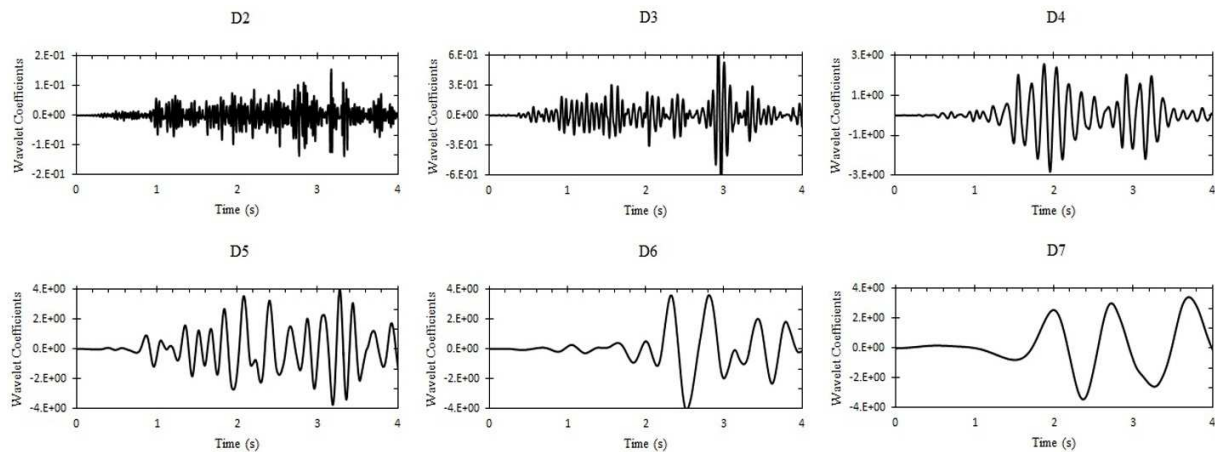 D2
D3
D4
Wavelet Coefficients
2.E-01
1.E-01
0.E+00
-1.E-01
-2.E-01
0 1 2 3 4
Time (s)
Wavelet Coefficients
6.E-01
3.E-01
0.E+00
-3.E-01
-6.E-01
0 1 2 3 4
Time (s)
Wavelet Coefficients
3.E+00
1.E+00
-1.E+00
-3.E+00
0 1 2 3 4
Time (s)
D5
D6
D7
Wavelet Coefficients
4.E+00
2.E+00
0.E+00
-2.E+00
-4.E+00
0 1 2 3 4
Time (s)
Wavelet Coefficients
4.E+00
2.E+00
0.E+00
-2.E+00
-4.E+00
0 1 2 3 4
Time (s)
Wavelet Coefficients
4.E+00
2.E+00
0.E+00
-2.E+00
-4.E+00
0 1 2 3 4
Time (s)